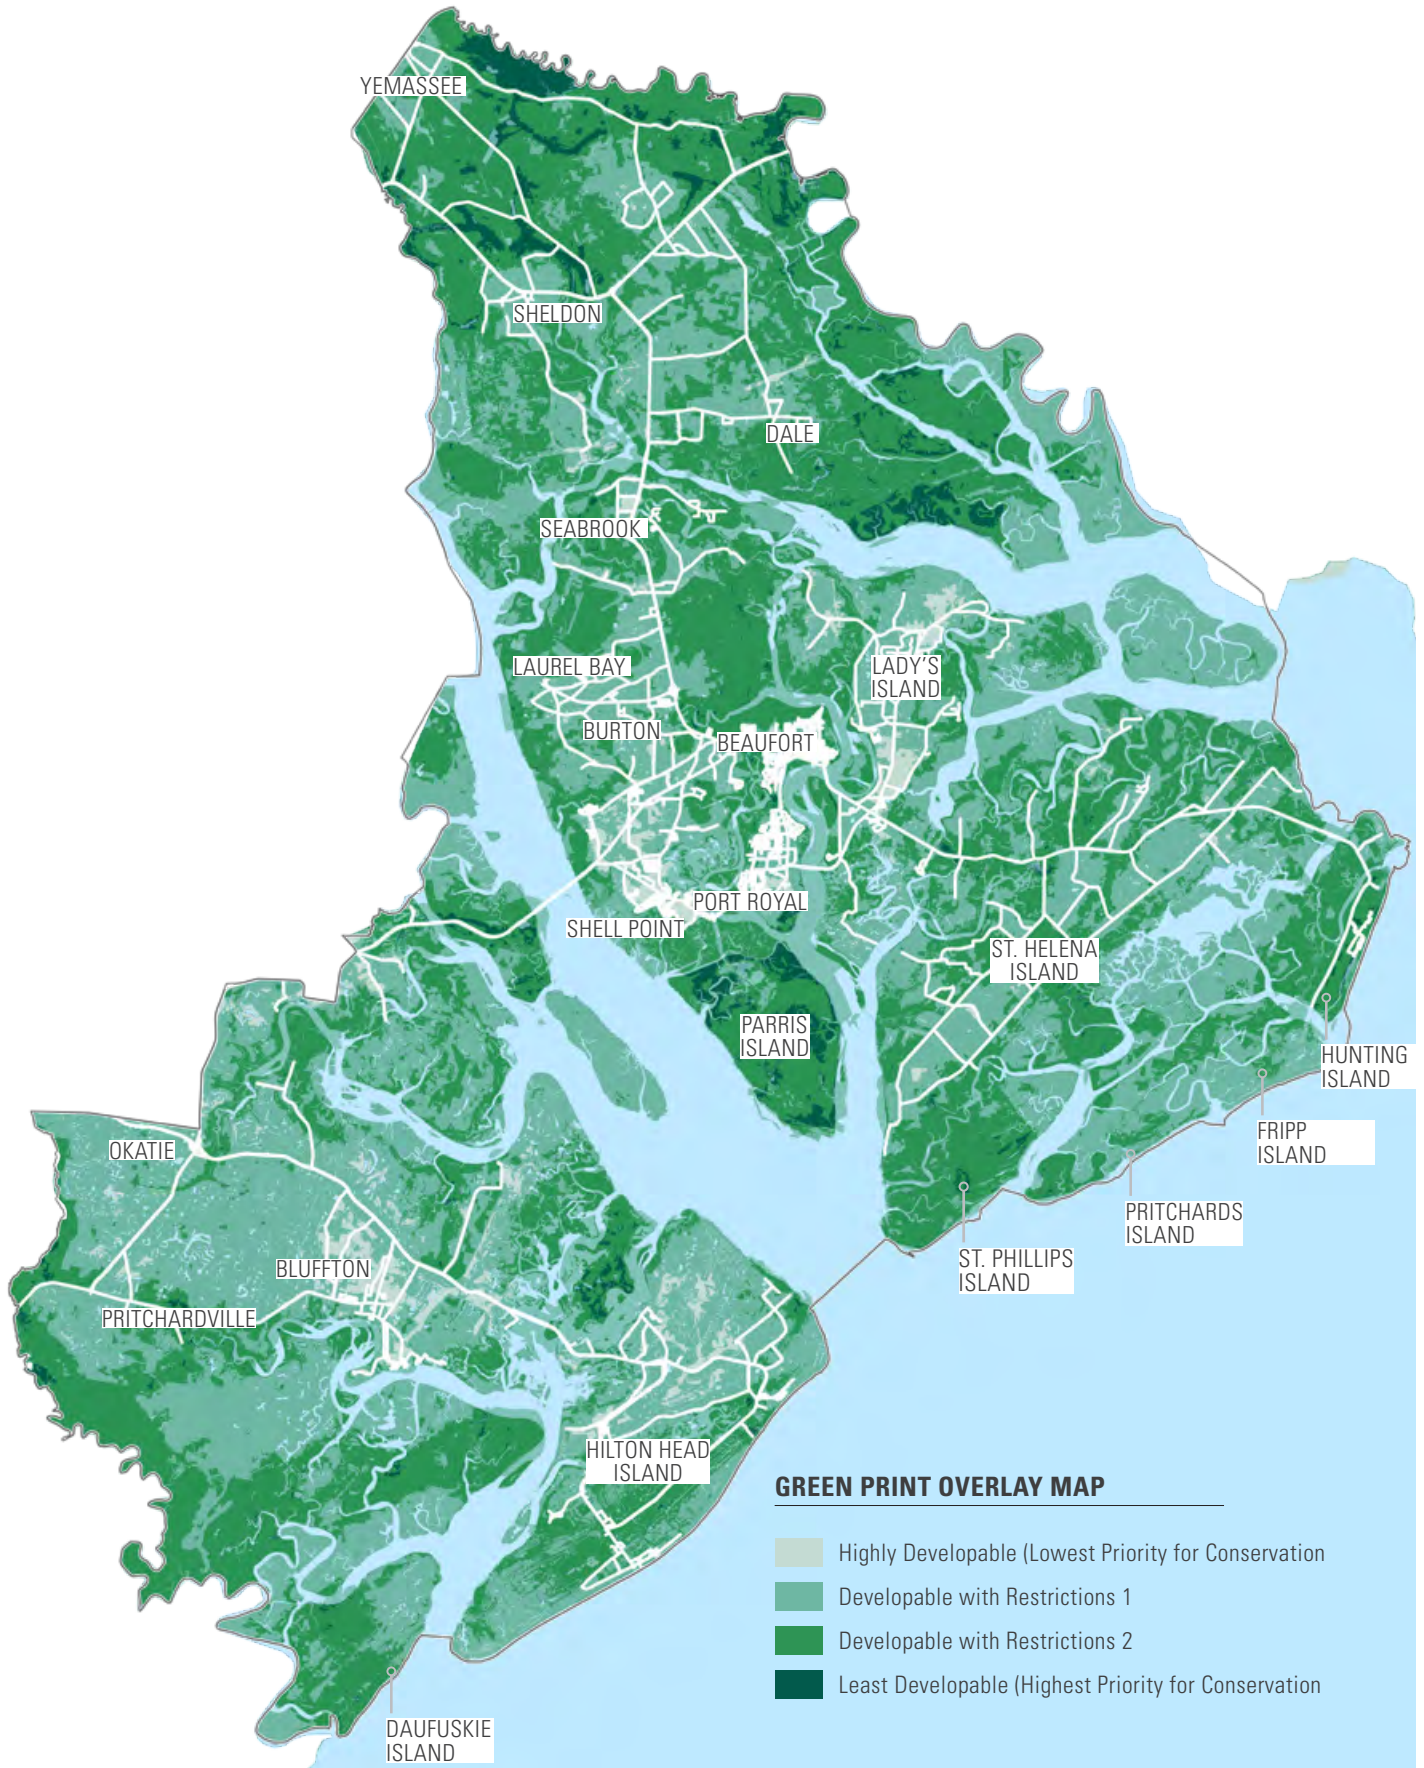 YEMASSEE
SHELDON
DALE
SEABROOK
LAUREL BAY
LADY'S
ISLAND
BURTON
BEAUFORT
PORT ROYAL
SHELL POINT
ST. HELENA
ISLAND
PARRIS
ISLAND
HUNTING
ISLAND
FRIPP
ISLAND
OKATIE
PRITCHARDS
ISLAND
ST. PHILLIPS
ISLAND
BLUFFTON
PRITCHARDVILLE
HILTON HEAD
ISLAND
DAUFUSKIE
ISLAND
GREEN PRINT OVERLAY MAP
Highly Developable (Lowest Priority for Conservation
Developable with Restrictions 1
Developable with Restrictions 2
Least Developable (Highest Priority for Conservation